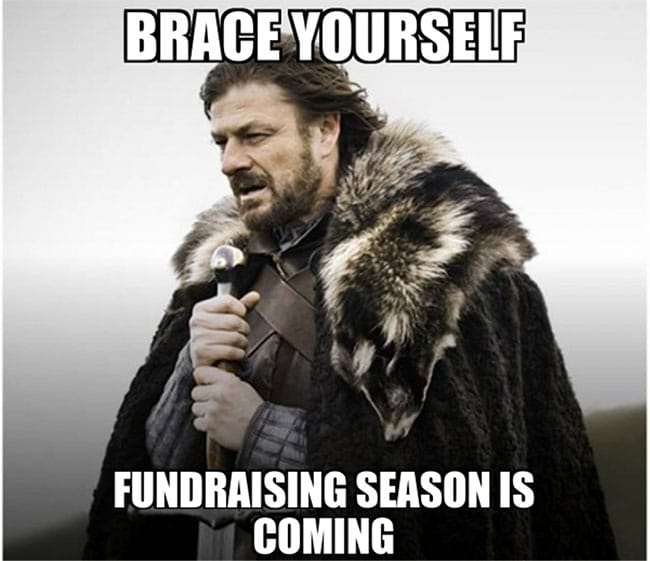 BRACE YOURSELF
FUNDRAISING SEASON IS
COMING